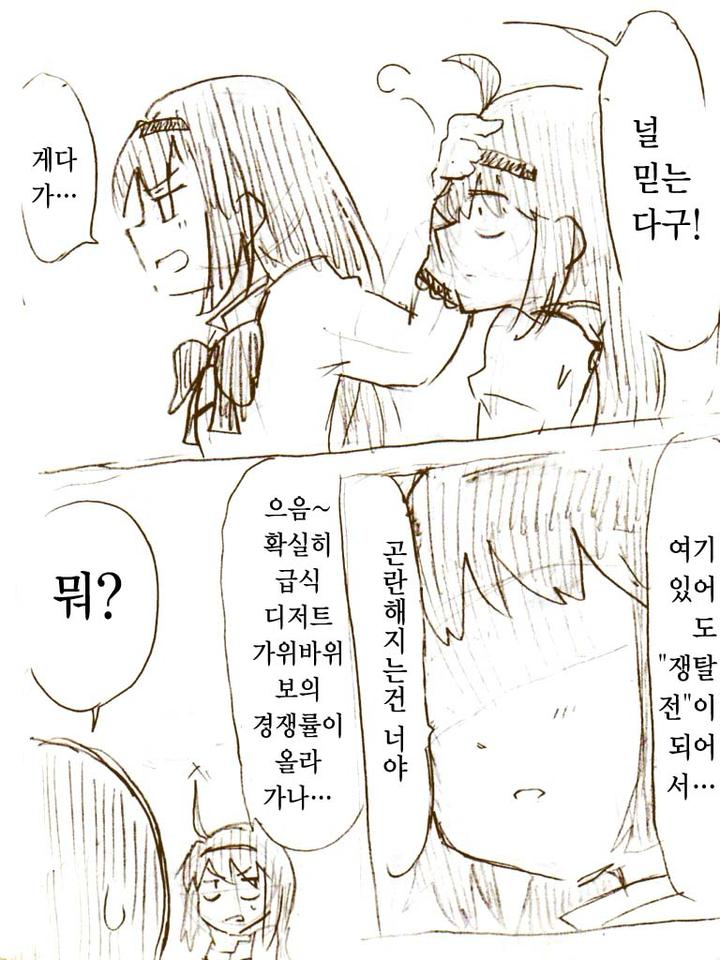 널
믿는
다구!
게다
가…
여기
있어
도
"쟁탈
전"이
되어
서…
곤란해지는건 너야
으음~
확실히
급식
디저트
가위바위
보의
경쟁률이
올라
가나…
뭐?